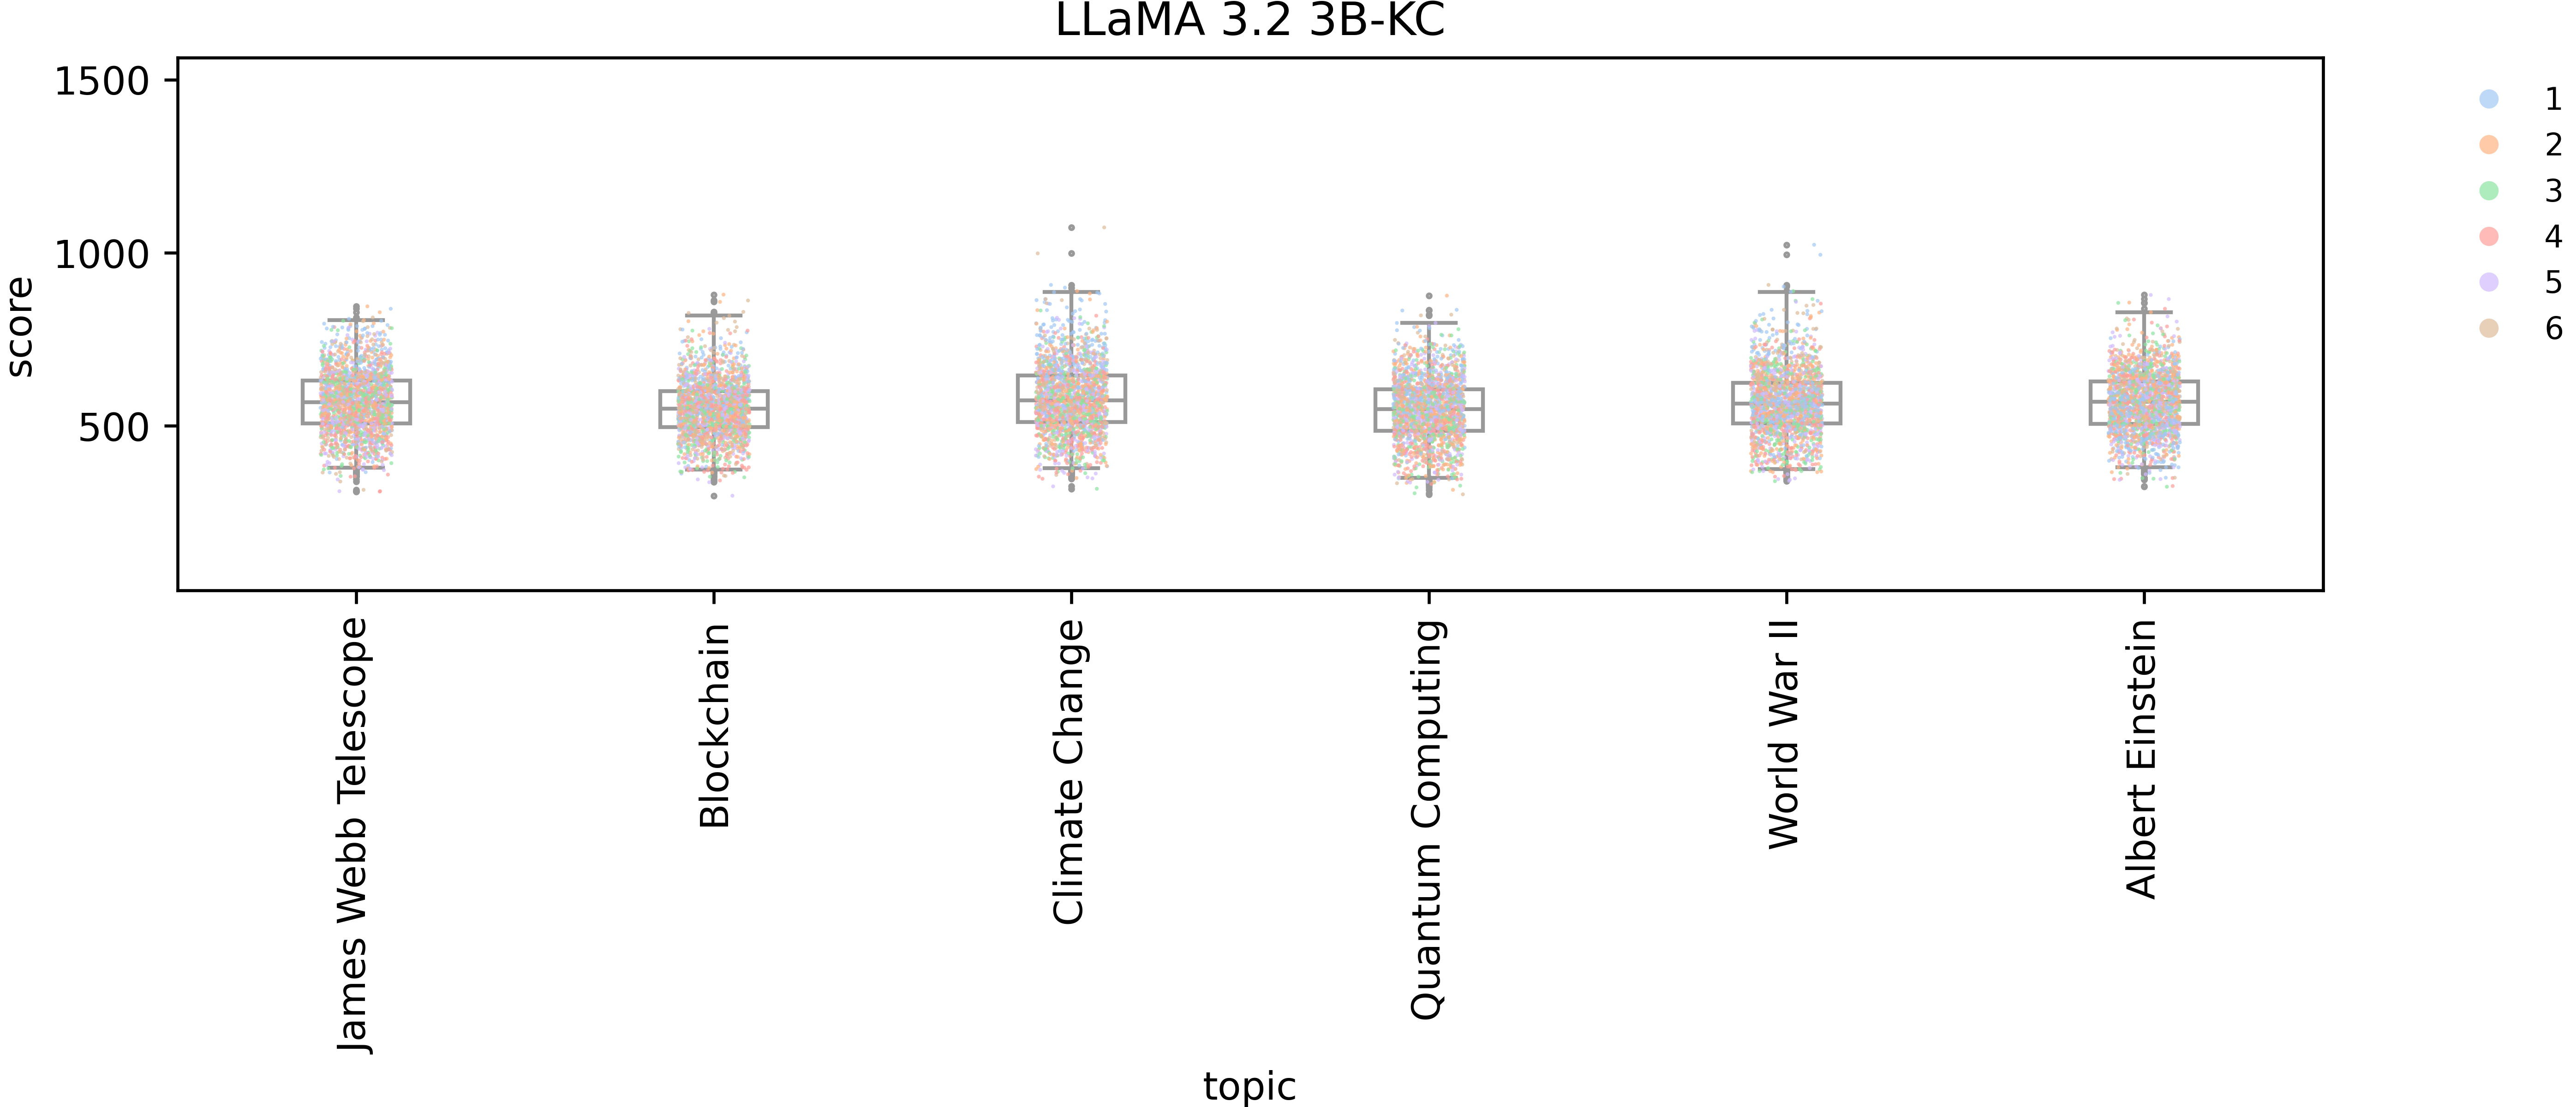 LLaMA 3.2 3B-KC
1500
1000
500
score
1
2
3
4
5
6
James Webb Telescope
Blockchain
Climate Change
Quantum Computing
World War II
Albert Einstein
topic